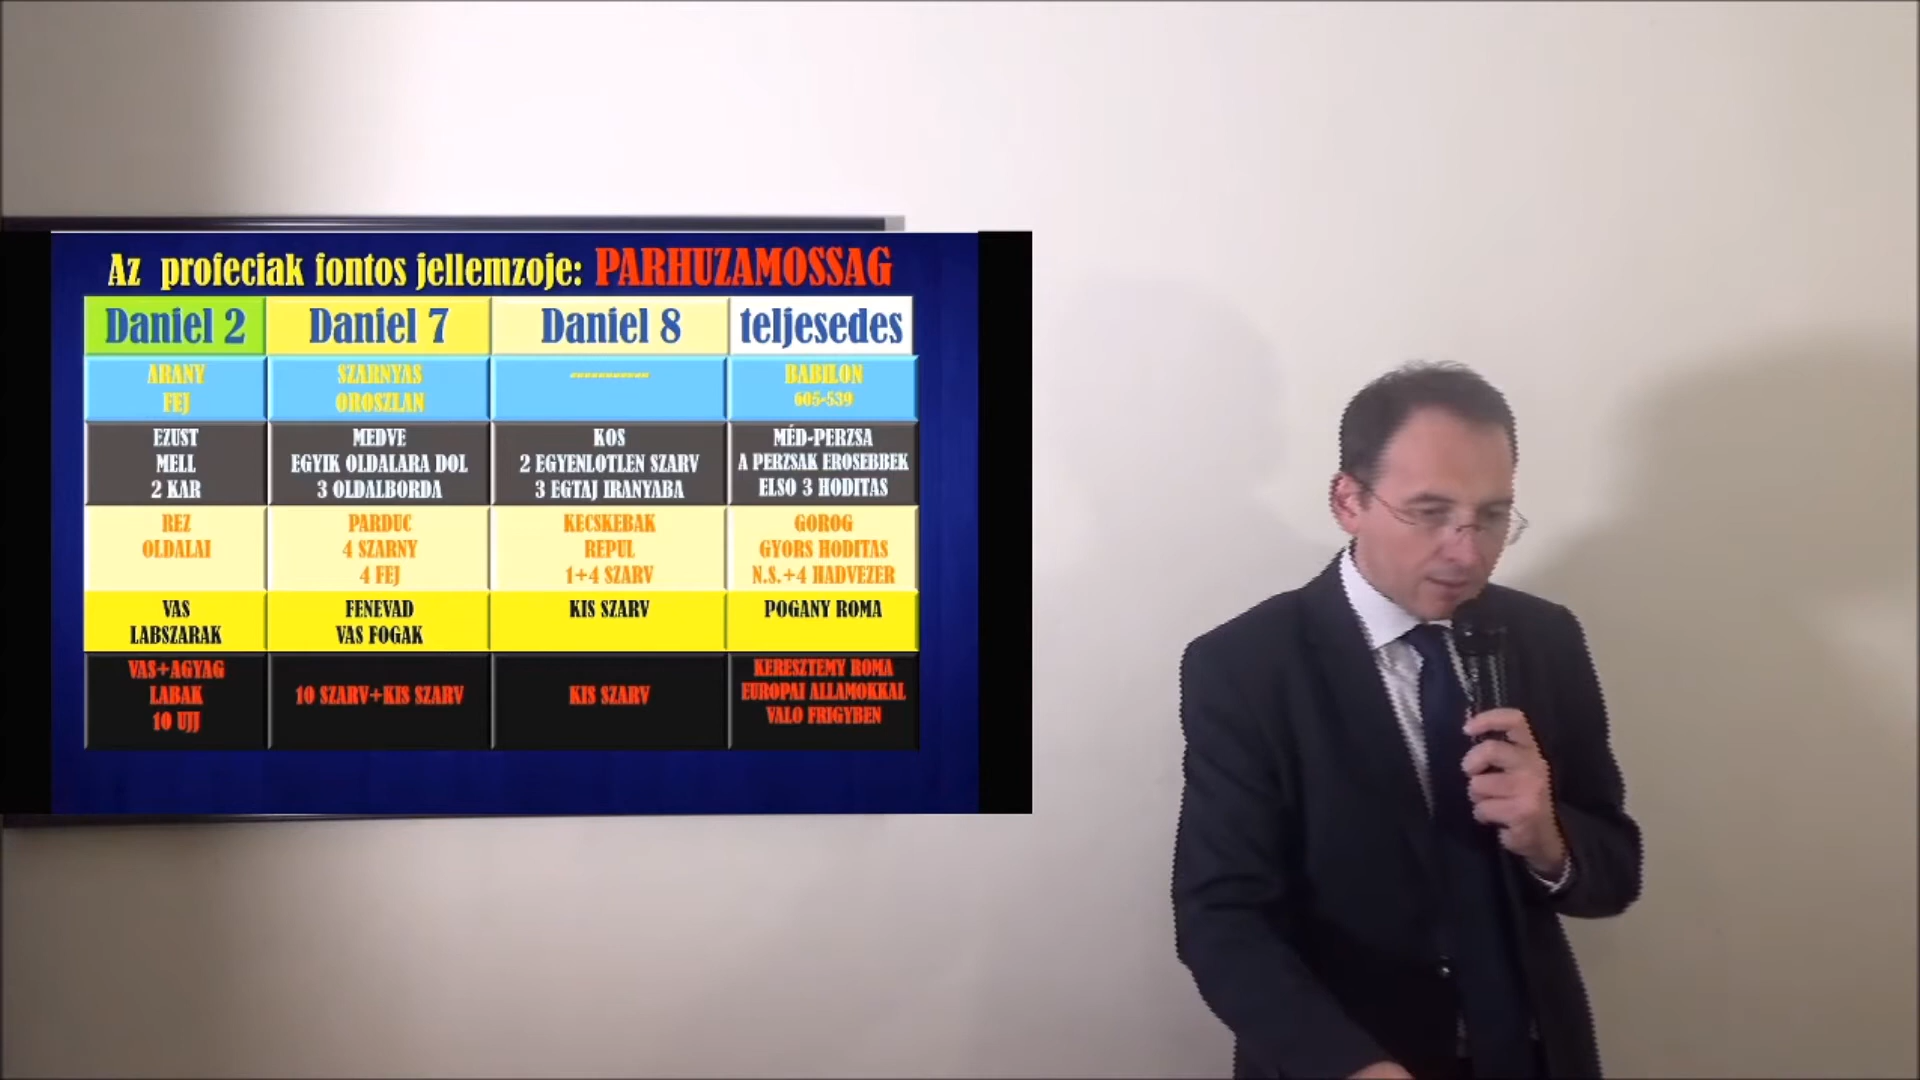 Az profeciak fontos jellemzoje: PARHUZAMOSSAG
Daniel 2
Daniel 7
Daniel 8
teljesedes
ARANY
FEJ
SZARNYAS
OROSZLAN
------------
BABILON
605-539
EZUST
MELL
2 KAR
MEDVE
EGYIK OLDALARA DOL
3 OLDALBORDA
KOS
2 EGYENLOTLEN SZARV
3 EGTAJ IRANYABA
MÉD-PERZSA
A PERZSAK EROSEBBEK
ELSO 3 HODITAS
REZ
OLDALAI
PARDUC
4 SZARNY
4 FEJ
KECSKEBAK
REPUL
1+4 SZARV
GOROG
GYORS HODITAS
N.S.+4 HADVEZER
VAS
LABSZARAK
FENEVAD
VAS FOGAK
KIS SZARV
POGANY ROMA
VAS+AGYAG
LABAK
10 UJJ
10 SZARV+KIS SZARV
KIS SZARV
KERESZTEMY ROMA
EUROPAI ALLAMOKKAL
VALO FRIGYBEN